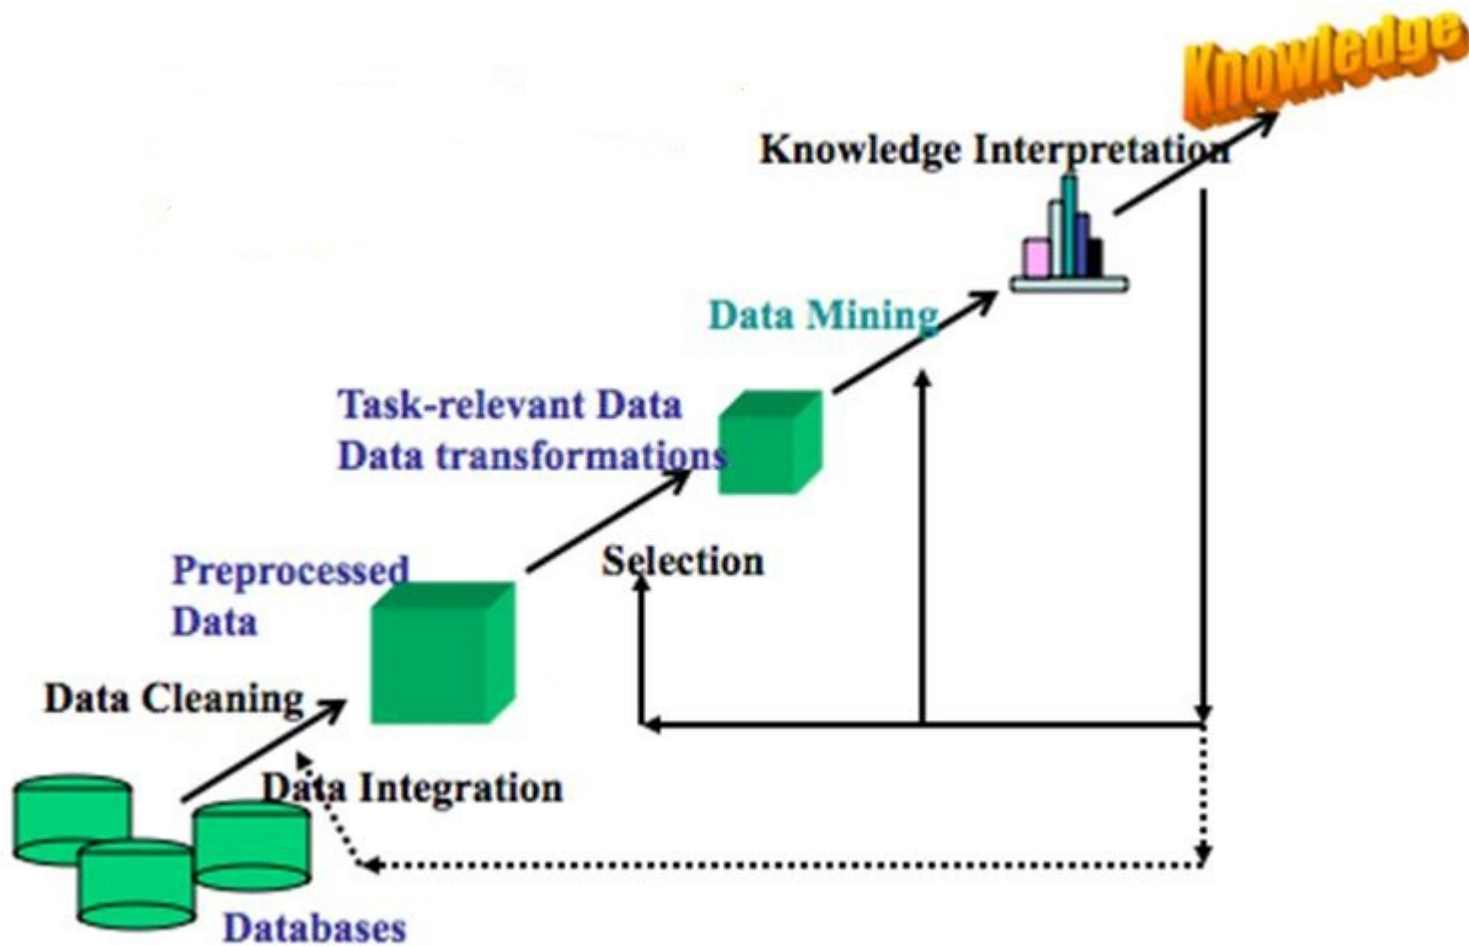 Knowledge
Knowledge Interpretation
Data Mining
Task-relevant Data
Data transformations
Selection
Preprocessed
Data
Data Cleaning
Data Integration
Databases